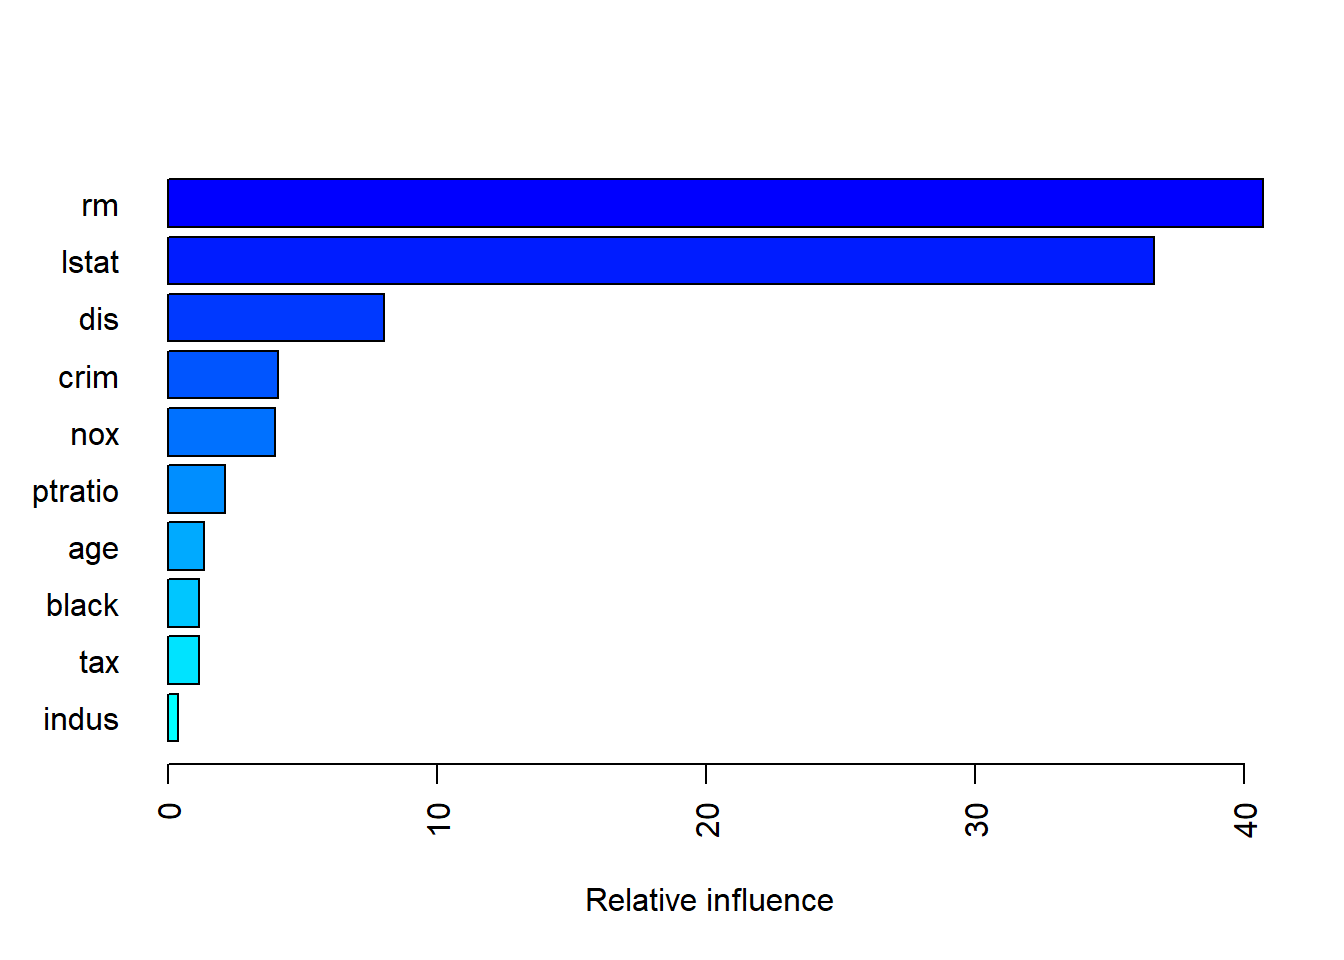 rm
lstat
dis
crim
nox
ptratio
age
black
tax
indus
0 10 20 30 40
Relative influence